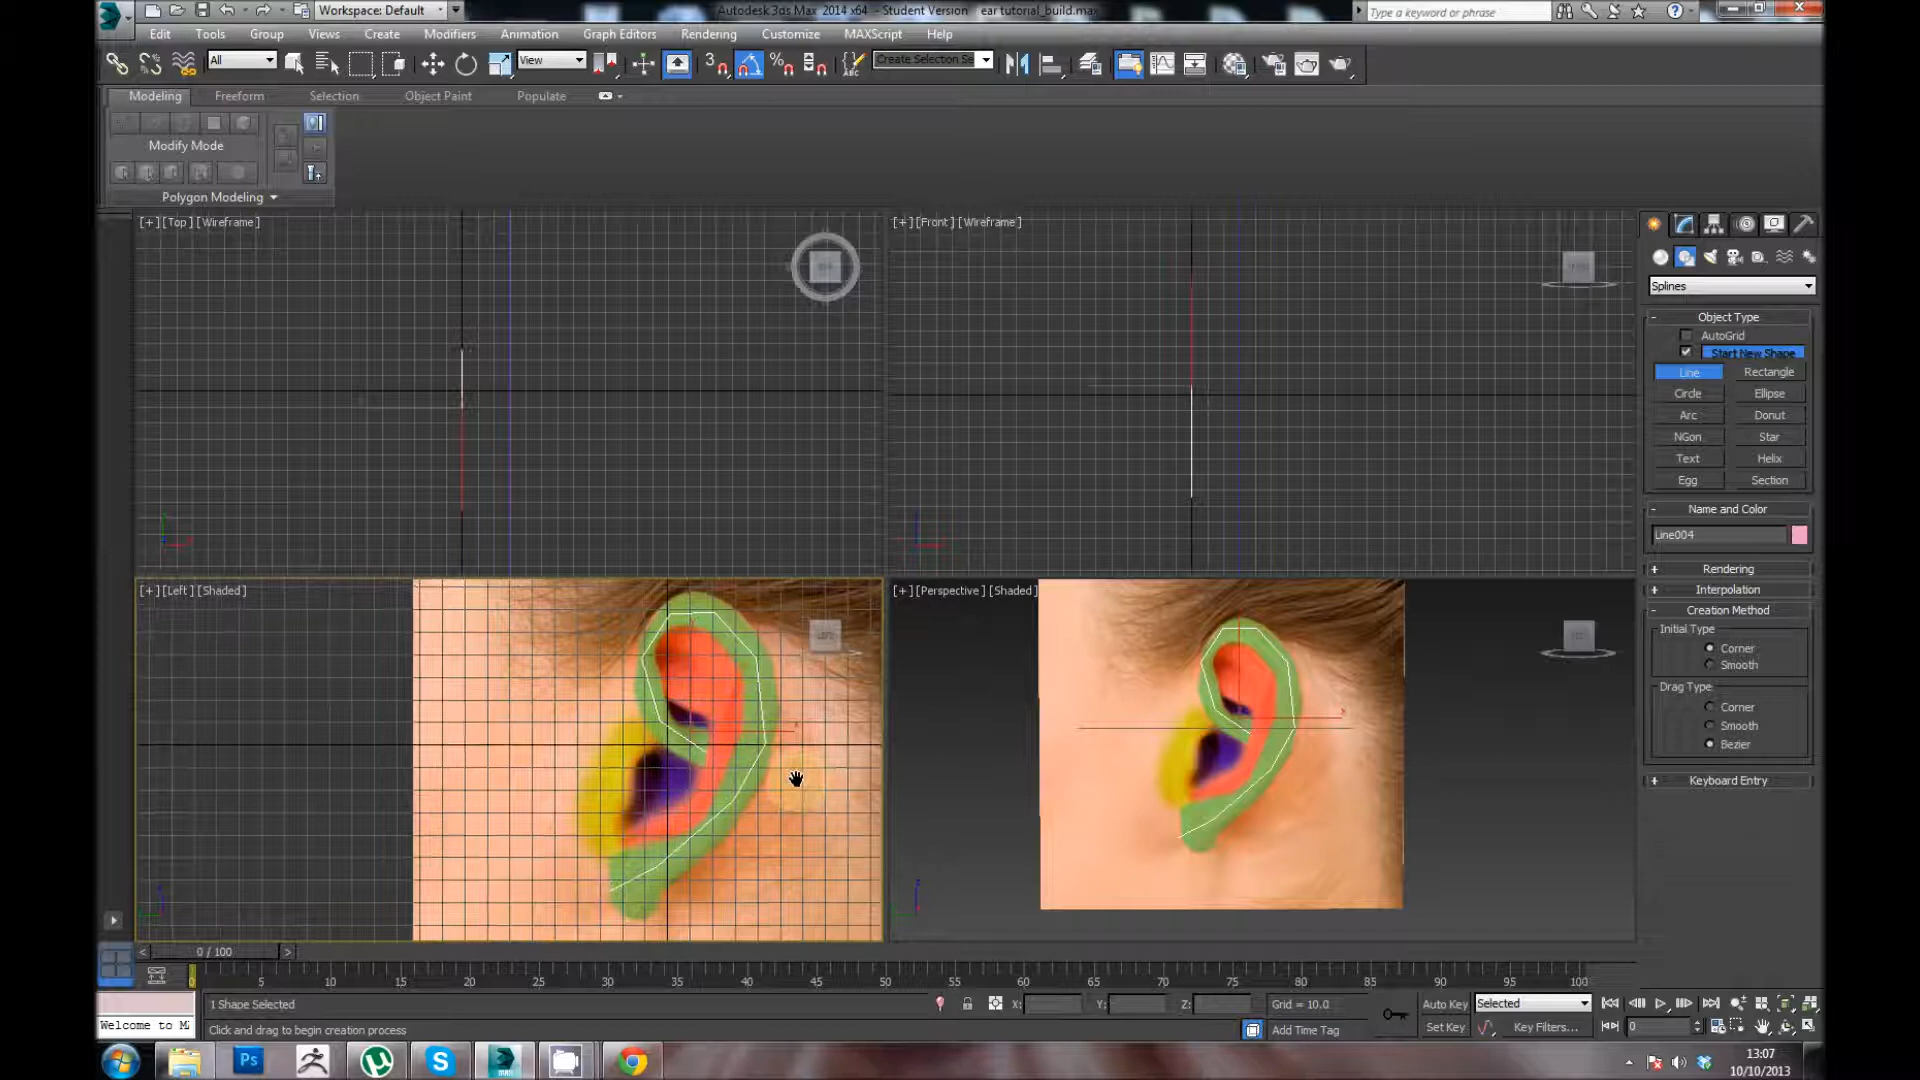 Workspace: Default
Autodesk 3ds Max 2014 x64 - Student Version ear tutorial_build.max
Type a keyword or phrase
Edit Tools Group Views Create Modifiers Animation Graph Editors Rendering Customize MAXScript Help
All
View
3
Create Selection Se
Modeling Freeform Selection Object Paint Populate
Modify Mode
Polygon Modeling
[+] [Top] [Wireframe]
[+] [Front] [Wireframe]
[+] [Left] [Shaded]
[+] [Perspective] [Shaded]
LEFT
Splines
Object Type
AutoGrid
Start New Shape
Line Rectangle
Circle Ellipse
Arc Donut
NGon Star
Text Helix
Egg Section
Name and Color
Line004
Rendering
Interpolation
Creation Method
Initial Type
Corner
Smooth
Drag Type
Corner
Smooth
Bezier
Keyboard Entry
0 / 100
0 5 10 15 20 25 30 35 40 45 50 55 60 65 70 75 80 85 90 95 100
1 Shape Selected
X: Y: Z: Grid = 10.0
Auto Key Selected
Welcome to M
Click and drag to begin creation process
Add Time Tag
Set Key Key Filters... 0
Ps
MAX
13:07
10/10/2013